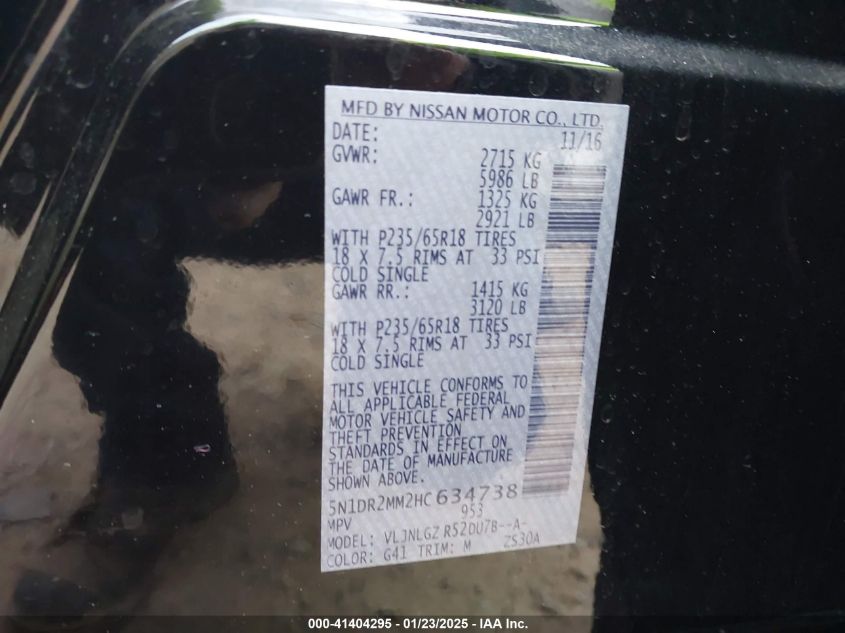 MFD BY NISSAN MOTOR CO., LTD.
DATE: 11/16
GVWR: 2715 KG
5986 LB
GAWR FR.: 1325 KG
2921 LB
WITH P235/65R18 TIRES
18 X 7.5 RIMS AT 33 PSI
COLD SINGLE
GAWR RR.: 1415 KG
3120 LB
WITH P235/65R18 TIRES
18 X 7.5 RIMS AT 33 PSI
COLD SINGLE
THIS VEHICLE CONFORMS TO
ALL APPLICABLE FEDERAL
MOTOR VEHICLE SAFETY AND
THEFT PREVENTION
STANDARDS IN EFFECT ON
THE DATE OF MANUFACTURE
SHOWN ABOVE.
5N1DR2MM2HC634738
MPV 953
MODEL: VLJNLGZ R52DU7B--A-
COLOR: G41 TRIM: M ZS30A
000-41404295 — 01/23/2025 — IAA Inc.